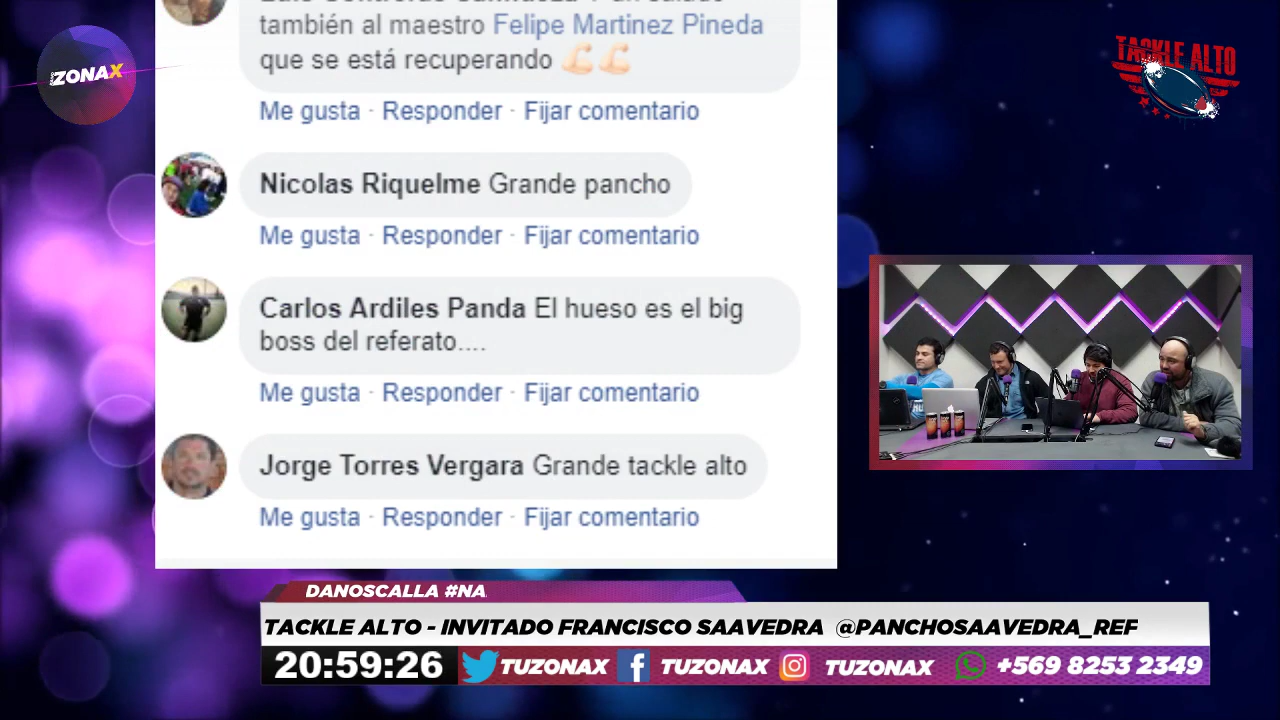 ZONAX
TACKLE ALTO
también al maestro Felipe Martinez Pineda
que se está recuperando
Me gusta · Responder · Fijar comentario
Nicolas Riquelme Grande pancho
Me gusta · Responder · Fijar comentario
Carlos Ardiles Panda El hueso es el big
boss del referato....
Me gusta · Responder · Fijar comentario
Jorge Torres Vergara Grande tackle alto
Me gusta · Responder · Fijar comentario
DANOSCALLA #NA
TACKLE ALTO - INVITADO FRANCISCO SAAVEDRA @PANCHOSAAVEDRA_REF
20:59:26 TUZONAX TUZONAX TUZONAX +569 8253 2349